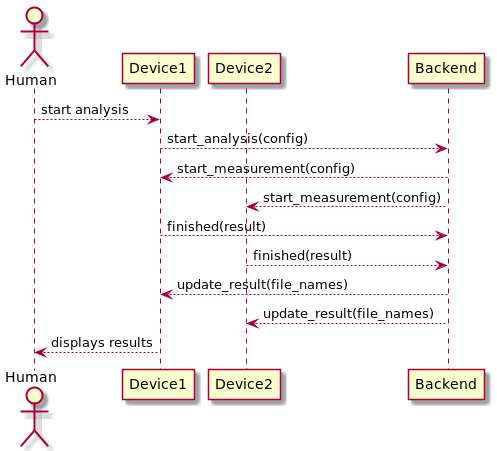 Human
Device1
Device2
Backend
start analysis
start_analysis(config)
start_measurement(config)
start_measurement(config)
finished(result)
finished(result)
update_result(file_names)
update_result(file_names)
displays results
Human
Device1
Device2
Backend